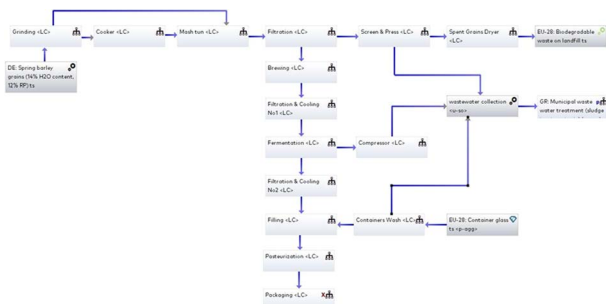 Grinding <LC>
Cooker <LC>
Mash tun <LC>
Filtration <LC>
Screen & Press <LC>
Spent Grains Dryer
<LC>
EU-28: Biodegradable
waste on landfill ts
DE: Spring barley
grains (14% H2O content,
12% RP) ts
Brewing <LC>
Filtration & Cooling
No1 <LC>
wastewater collection
<u-so>
GR: Municipal waste
water treatment (sludge
Fermentation <LC>
Compressor <LC>
Filtration & Cooling
No2 <LC>
Filling <LC>
Containers Wash <LC>
EU-28: Container glass
ts <p-agg>
Pasteurization <LC>
Packaging <LC>
X